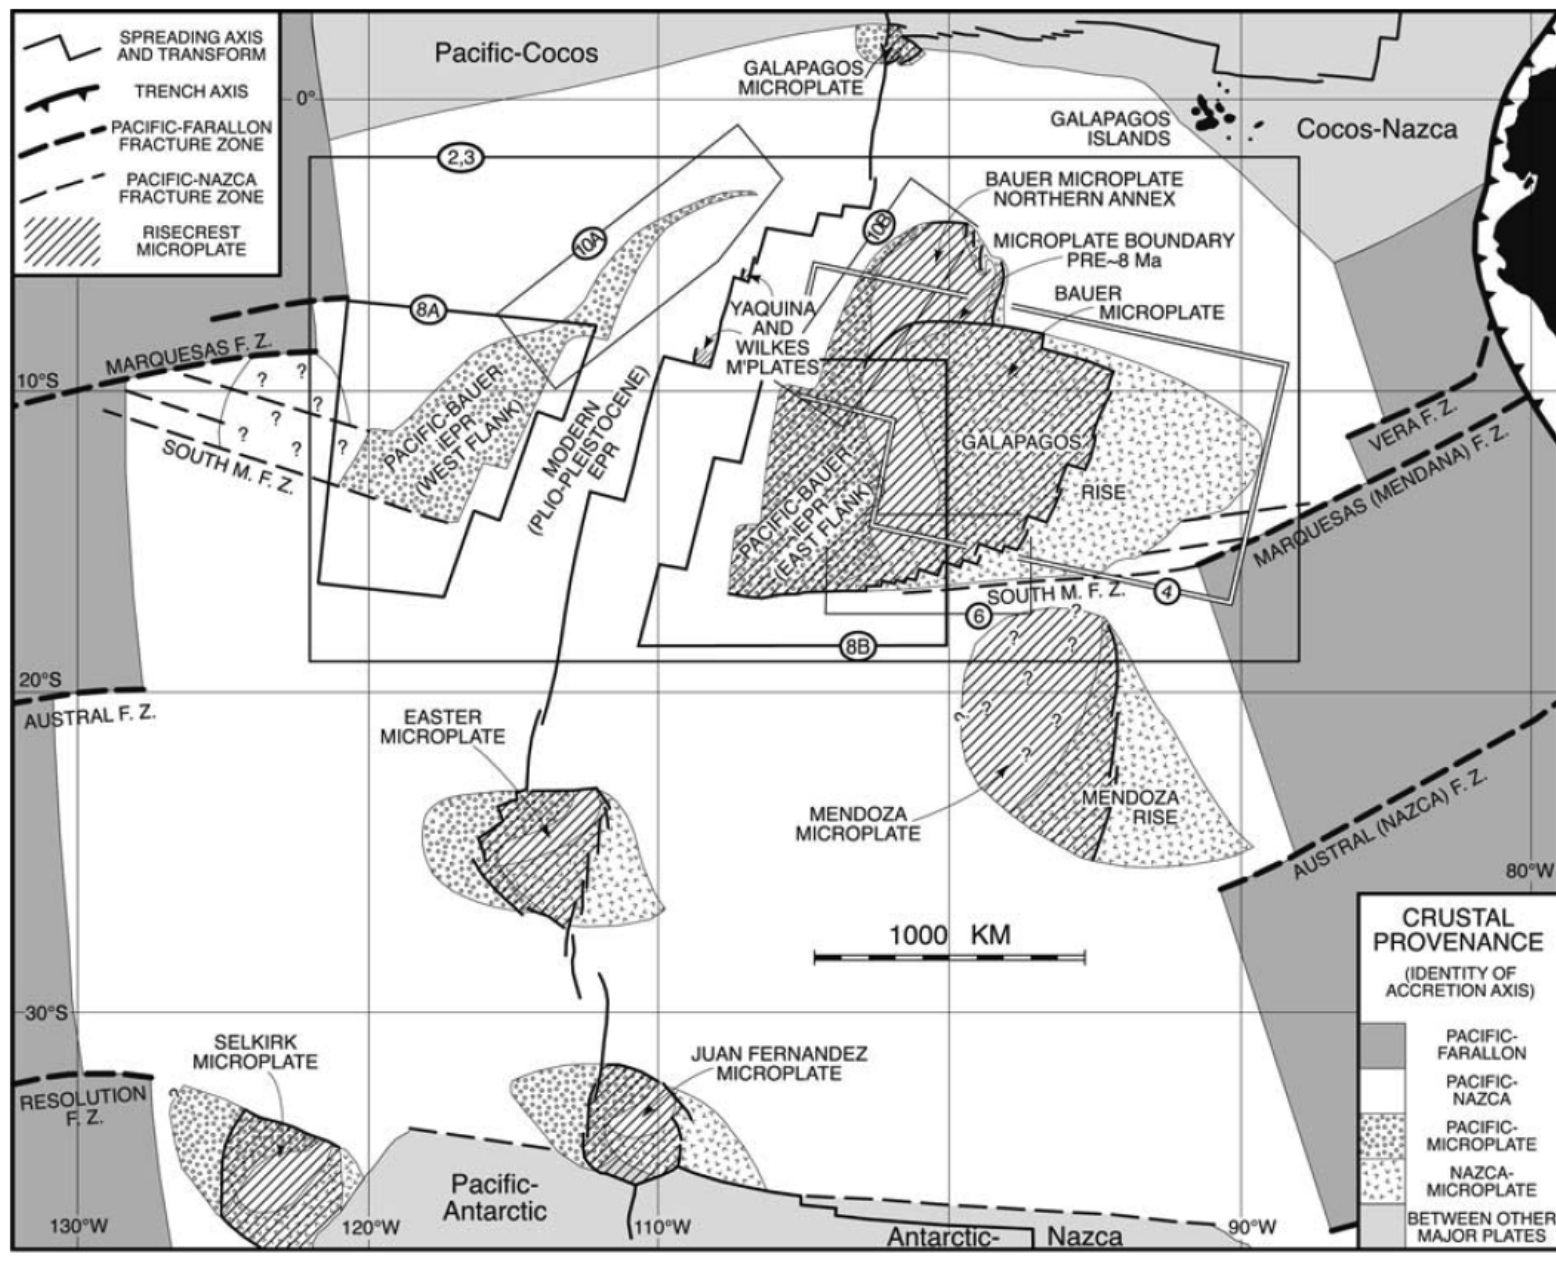 SPREADING AXIS
AND TRANSFORM
TRENCH AXIS
PACIFIC-FARALLON
FRACTURE ZONE
PACIFIC-NAZCA
FRACTURE ZONE
RISECREST
MICROPLATE
Pacific-Cocos
GALAPAGOS
MICROPLATE
0°
GALAPAGOS
ISLANDS
Cocos-Nazca
2,3
10A
10B
BAUER MICROPLATE
NORTHERN ANNEX
MICROPLATE BOUNDARY
PRE~8 Ma
BAUER
MICROPLATE
8A
YAQUINA
AND
WILKES
M'PLATES
MARQUESAS F. Z.
10°S
? ?
? ?
? ? ?
SOUTH M. F. Z.
PACIFIC-BAUER
(EPR)
(WEST FLANK)
MODERN
(PLIO-PLEISTOCENE)
EPR
PACIFIC-BAUER
(EPR)
(EAST FLANK)
GALAPAGOS
RISE
VERA F. Z.
MARQUESAS (MENDANA) F. Z.
SOUTH M. F. Z.
4
6
8B
?
? ?
?
? ? ?
?
20°S
AUSTRAL F. Z.
EASTER
MICROPLATE
MENDOZA
MICROPLATE
MENDOZA
RISE
AUSTRAL (NAZCA) F. Z.
80°W
1000 KM
30°S
SELKIRK
MICROPLATE
JUAN FERNANDEZ
MICROPLATE
RESOLUTION
F. Z.
?
Pacific-
Antarctic
130°W
120°W
110°W
90°W
Antarctic-
Nazca
CRUSTAL
PROVENANCE
(IDENTITY OF
ACCRETION AXIS)
PACIFIC-
FARALLON
PACIFIC-
NAZCA
PACIFIC-
MICROPLATE
NAZCA-
MICROPLATE
BETWEEN OTHER
MAJOR PLATES